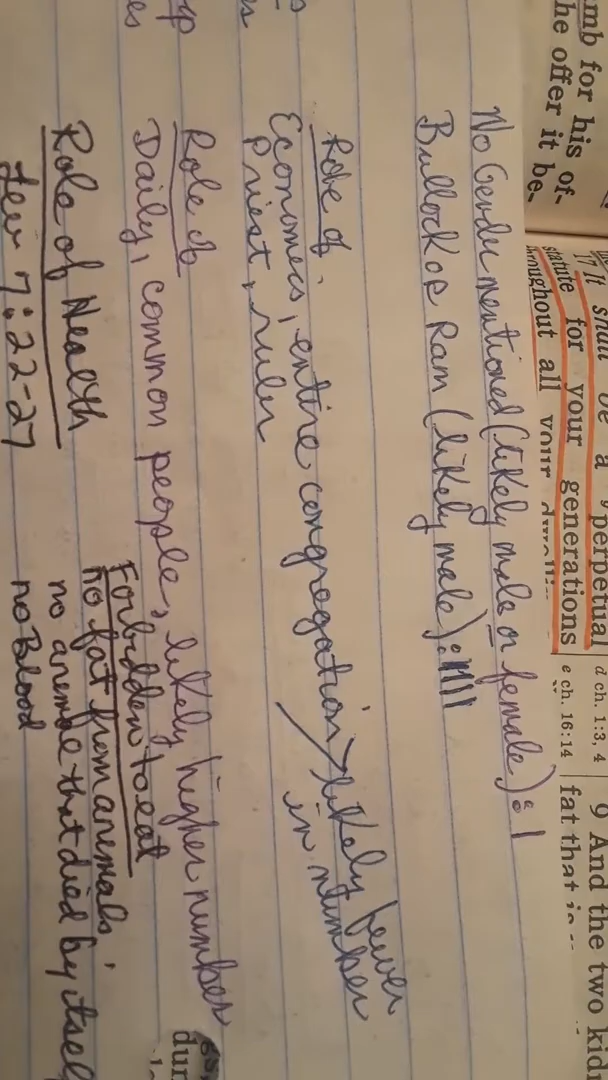 mb for his of-
he offer it be-
17 It shall be a perpetual
statute for your generations
throughout all your
d ch. 1:3, 4
e ch. 16:14
9 And the two
fat that is
No Gender mentioned (likely male or female): 1
Bullock or Ram (likely male):
Role of
Economics, entire congregation > likely fewer
Priest, ruler in number
Role of
Daily, common people, likely higher number
Role of Health Forbidden to eat
Lev 7:22-27 no fat from anemals,
no anemale that died by itself
no Blood